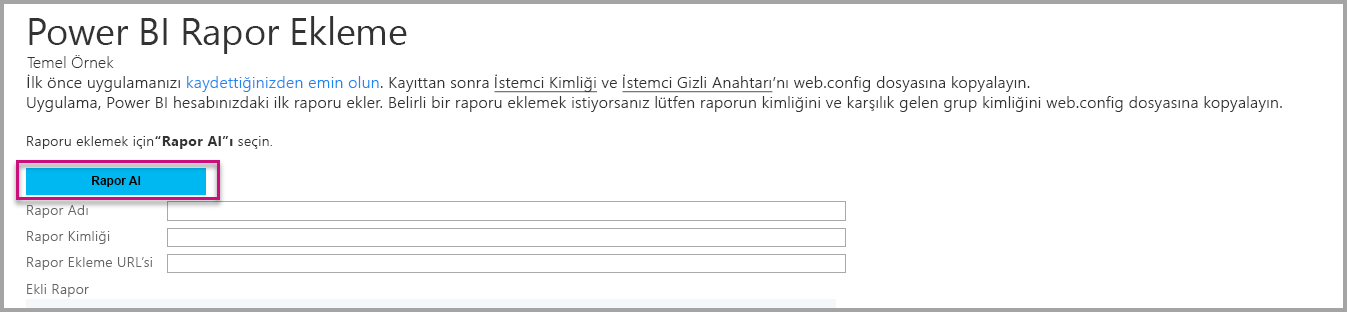 Power BI Rapor Ekleme
Temel Örnek
İlk önce uygulamanızı kaydettiğinizden emin olun. Kayıttan sonra İstemci Kimliği ve İstemci Gizli Anahtarı’nı web.config dosyasına kopyalayın.
Uygulama, Power BI hesabınızdaki ilk raporu ekler. Belirli bir raporu eklemek istiyorsanız lütfen raporun kimliğini ve karşılık gelen grup kimliğini web.config dosyasına kopyalayın.
Raporu eklemek için“Rapor Al”ı seçin.
Rapor Al
Rapor Adı
Rapor Kimliği
Rapor Ekleme URL’si
Ekli Rapor